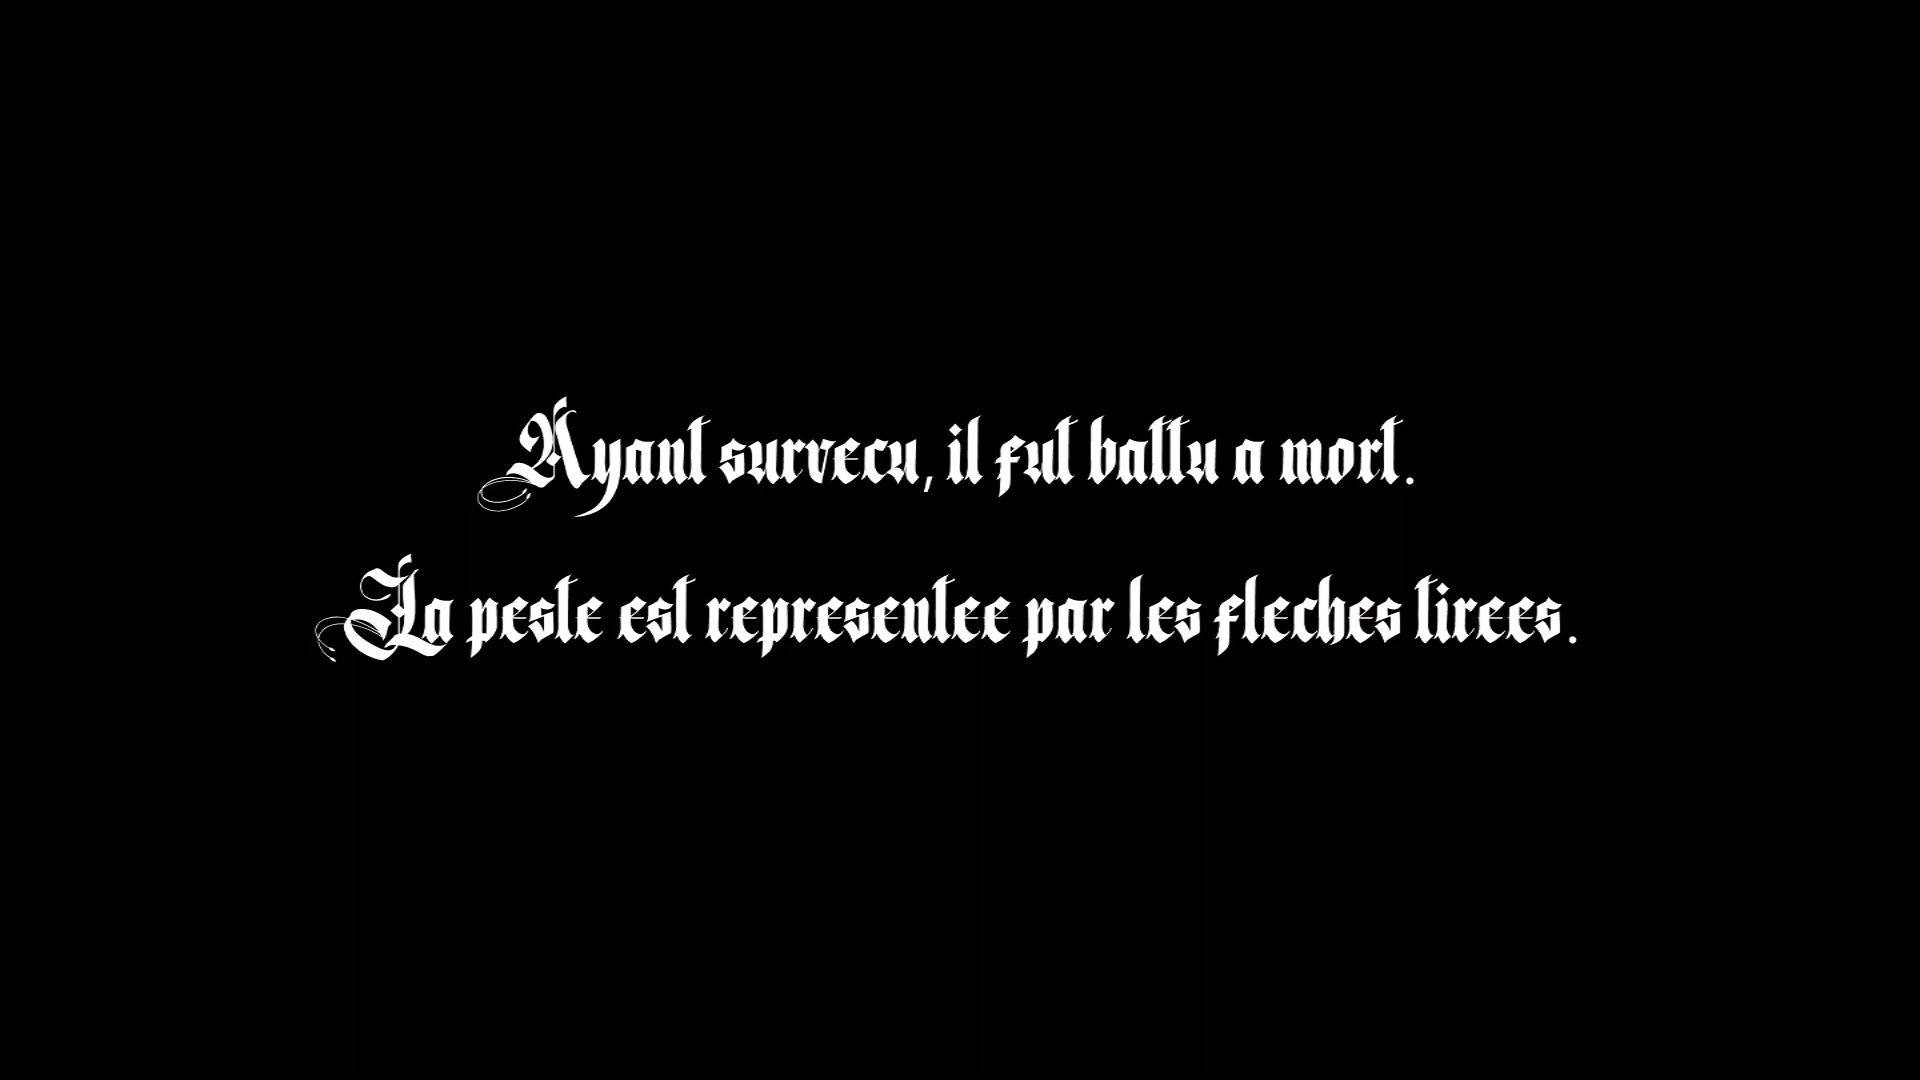 Ayant survecu, il fut battu a mort.
La peste est representee par les fleches tirees.